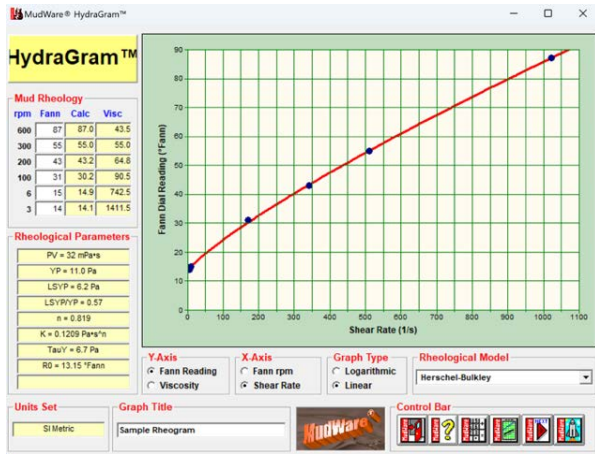 MudWare® HydraGram™
HydraGram™
Mud Rheology
rpm Fann Calc Visc
600 87 87.0 43.5
300 55 55.0 55.0
200 43 43.2 64.8
100 31 30.2 90.5
6 15 14.9 742.5
3 14 14.1 1411.5
Rheological Parameters
PV = 32 mPa•s
YP = 11.0 Pa
LSYP = 6.2 Pa
LSYP/YP = 0.57
n = 0.819
K = 0.1209 Pa•s^n
TauY = 6.7 Pa
R0 = 13.15 °Fann
Fann Dial Reading (°Fann)
90
80
70
60
50
40
30
20
10
0 100 200 300 400 500 600 700 800 900 1000 1100
Shear Rate (1/s)
Y-Axis
Fann Reading
Viscosity
X-Axis
Fann rpm
Shear Rate
Graph Type
Logarithmic
Linear
Rheological Model
Herschel-Bulkley
Units Set
SI Metric
Graph Title
Sample Rheogram
MudWare
Control Bar